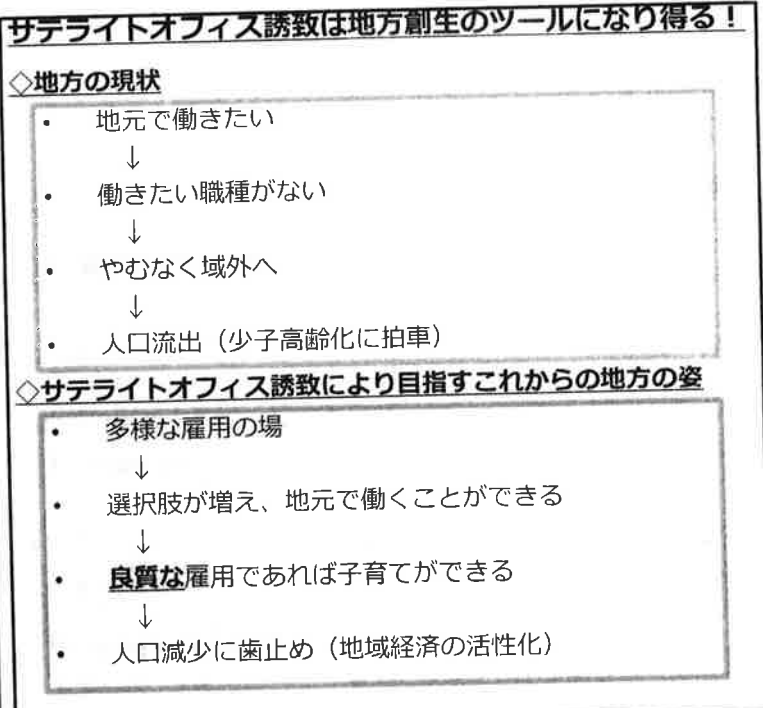 サテライトオフィス誘致は地方創生のツールになり得る！
◇地方の現状
• 地元で働きたい
↓
• 働きたい職種がない
↓
• やむなく域外へ
↓
• 人口流出（少子高齢化に拍車）
◇サテライトオフィス誘致により目指すこれからの地方の姿
• 多様な雇用の場
↓
• 選択肢が増え、地元で働くことができる
↓
• 良質な雇用であれば子育てができる
↓
• 人口減少に歯止め（地域経済の活性化）